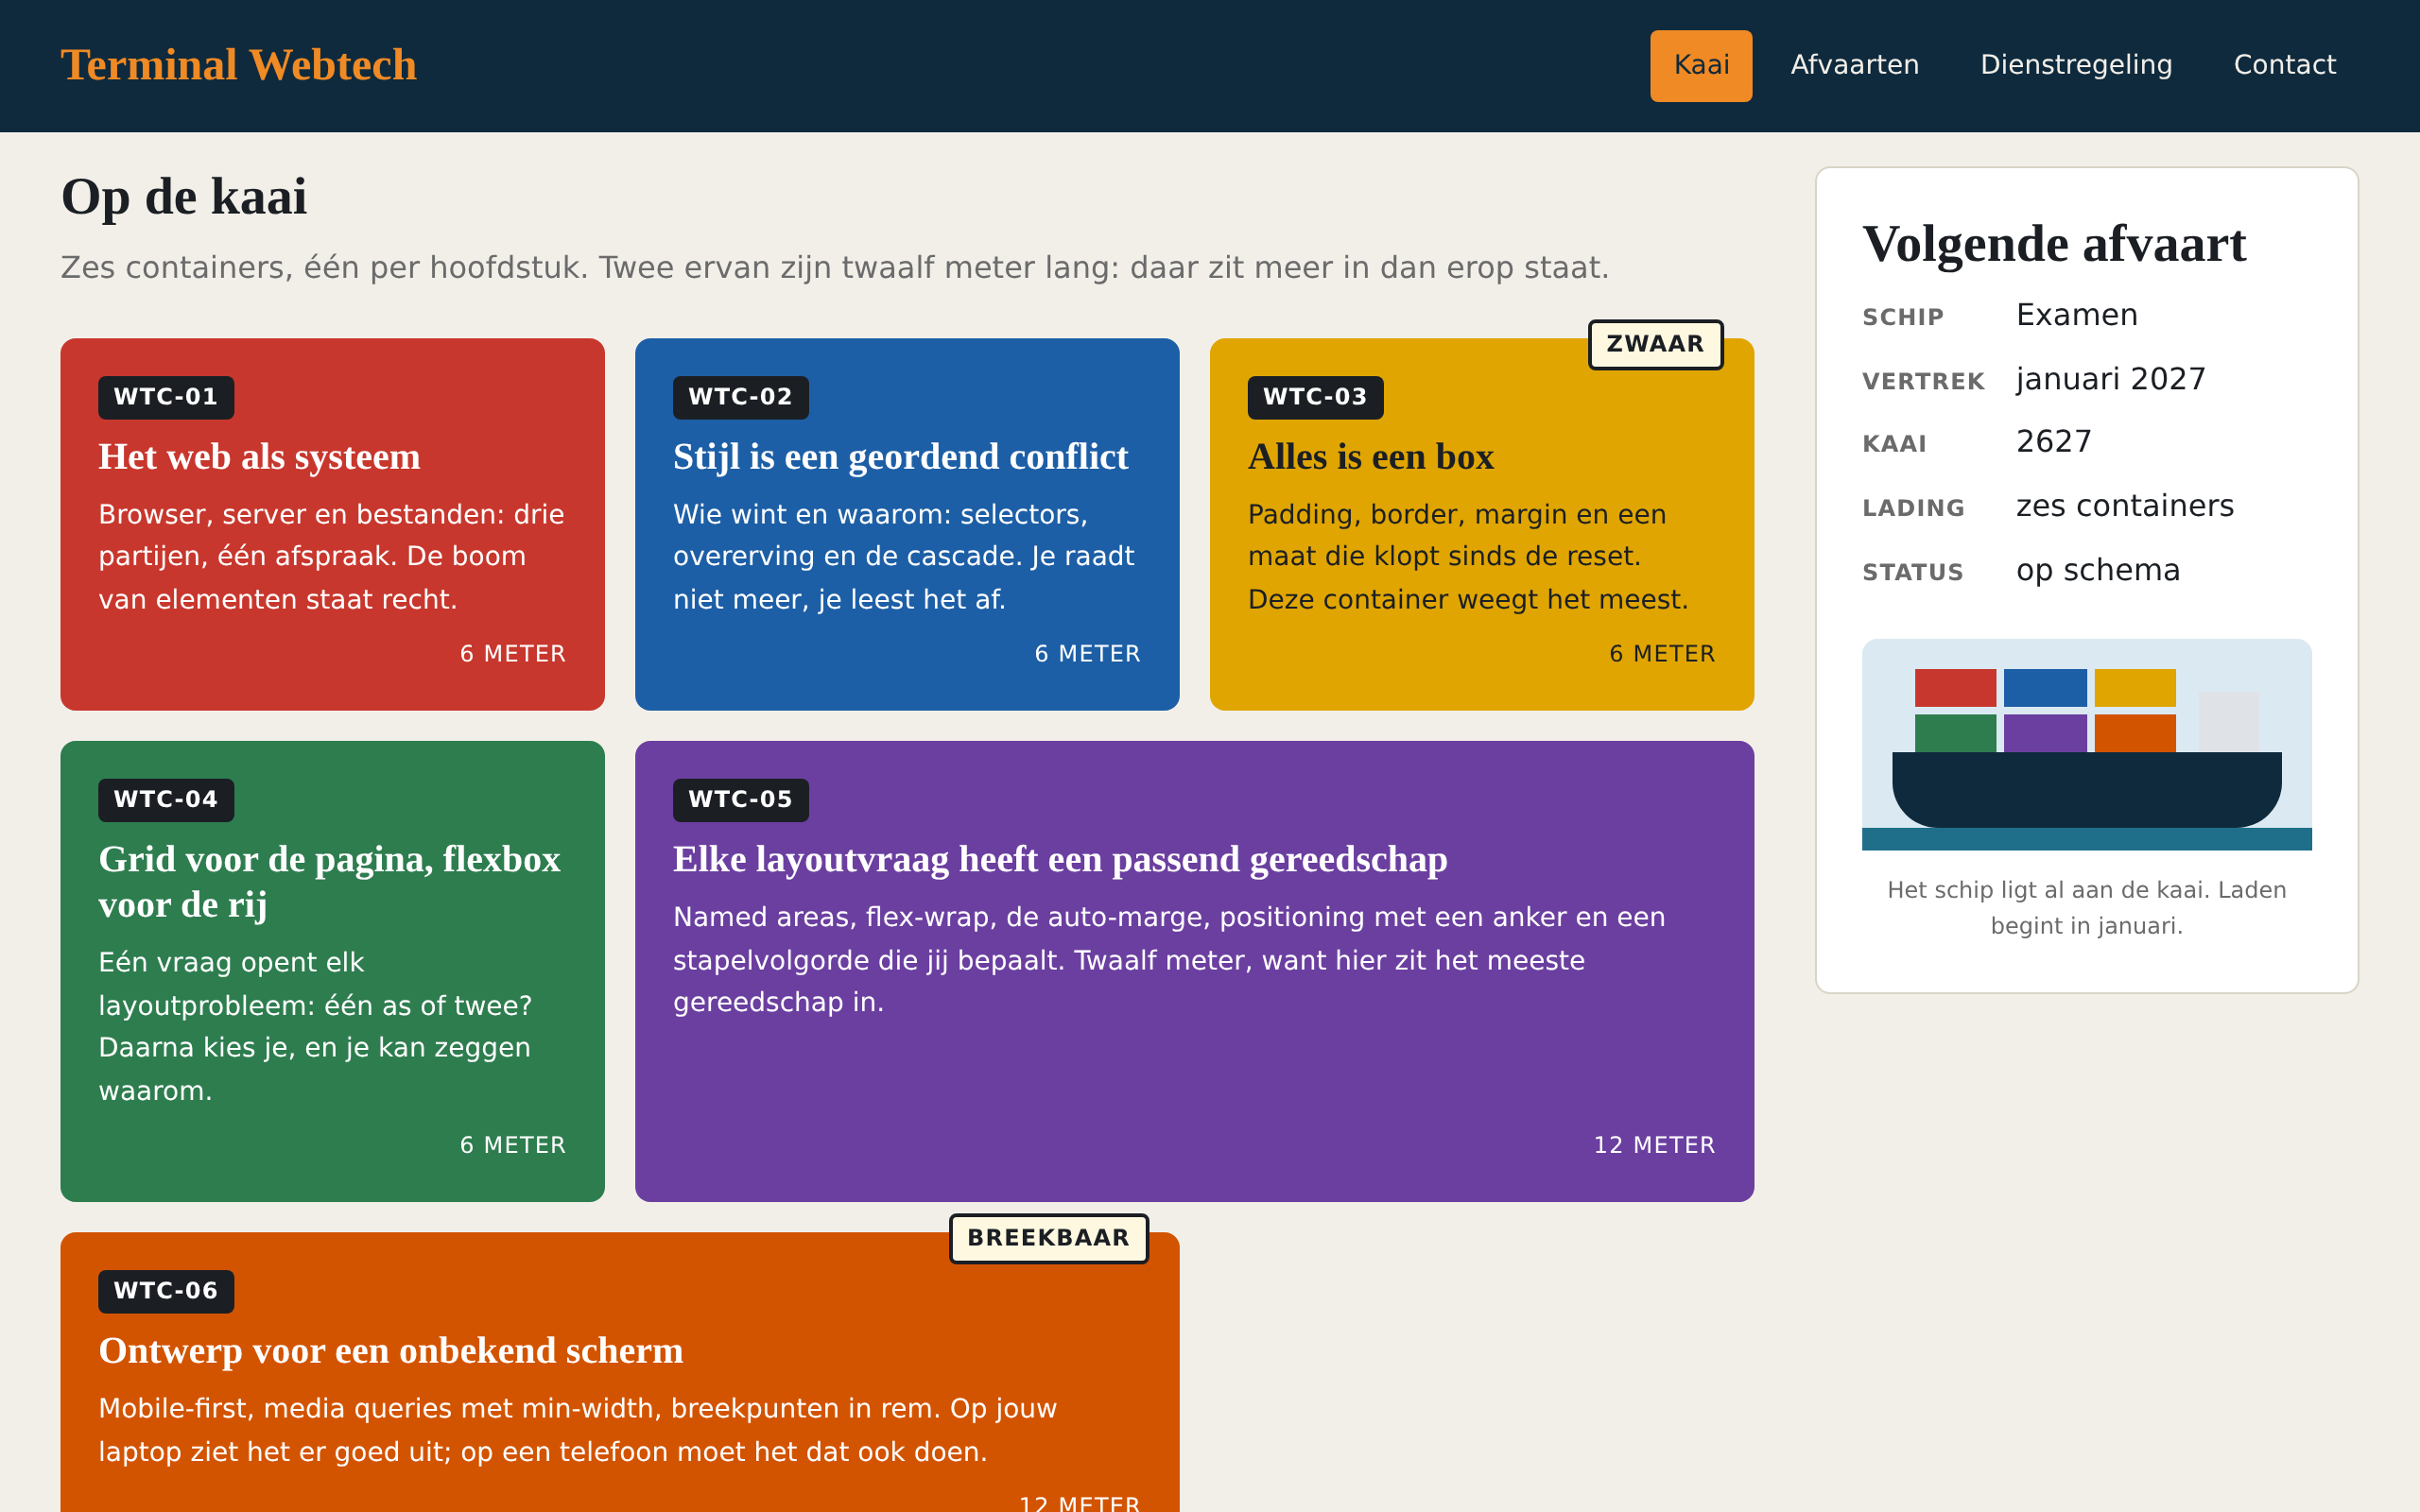 Terminal Webtech
Kaai
Afvaarten
Dienstregeling
Contact
Op de kaai
Zes containers, één per hoofdstuk. Twee ervan zijn twaalf meter lang: daar zit meer in dan erop staat.
WTC-01
Het web als systeem
Browser, server en bestanden: drie
partijen, één afspraak. De boom
van elementen staat recht.
6 METER
WTC-02
Stijl is een geordend conflict
Wie wint en waarom: selectors,
overerving en de cascade. Je raadt
niet meer, je leest het af.
6 METER
ZWAAR
WTC-03
Alles is een box
Padding, border, margin en een
maat die klopt sinds de reset.
Deze container weegt het meest.
6 METER
WTC-04
Grid voor de pagina, flexbox
voor de rij
Eén vraag opent elk
layoutprobleem: één as of twee?
Daarna kies je, en je kan zeggen
waarom.
6 METER
WTC-05
Elke layoutvraag heeft een passend gereedschap
Named areas, flex-wrap, de auto-marge, positioning met een anker en een
stapelvolgorde die jij bepaalt. Twaalf meter, want hier zit het meeste
gereedschap in.
12 METER
BREEKBAAR
WTC-06
Ontwerp voor een onbekend scherm
Mobile-first, media queries met min-width, breekpunten in rem. Op jouw
laptop ziet het er goed uit; op een telefoon moet het dat ook doen.
12 METER
Volgende afvaart
SCHIP Examen
VERTREK januari 2027
KAAI 2627
LADING zes containers
STATUS op schema
Het schip ligt al aan de kaai. Laden
begint in januari.